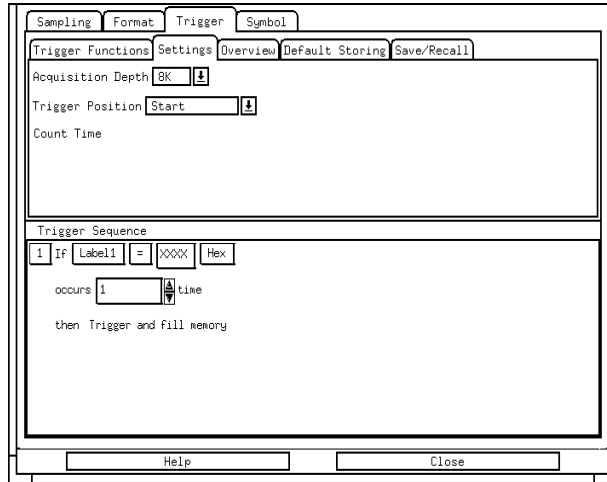 Sampling Format Trigger Symbol
Trigger Functions Settings Overview Default Storing Save/Recall
Acquisition Depth 8K
Trigger Position Start
Count Time
Trigger Sequence
1 If Label1 = XXXX Hex
occurs 1 time
then Trigger and fill memory
Help Close